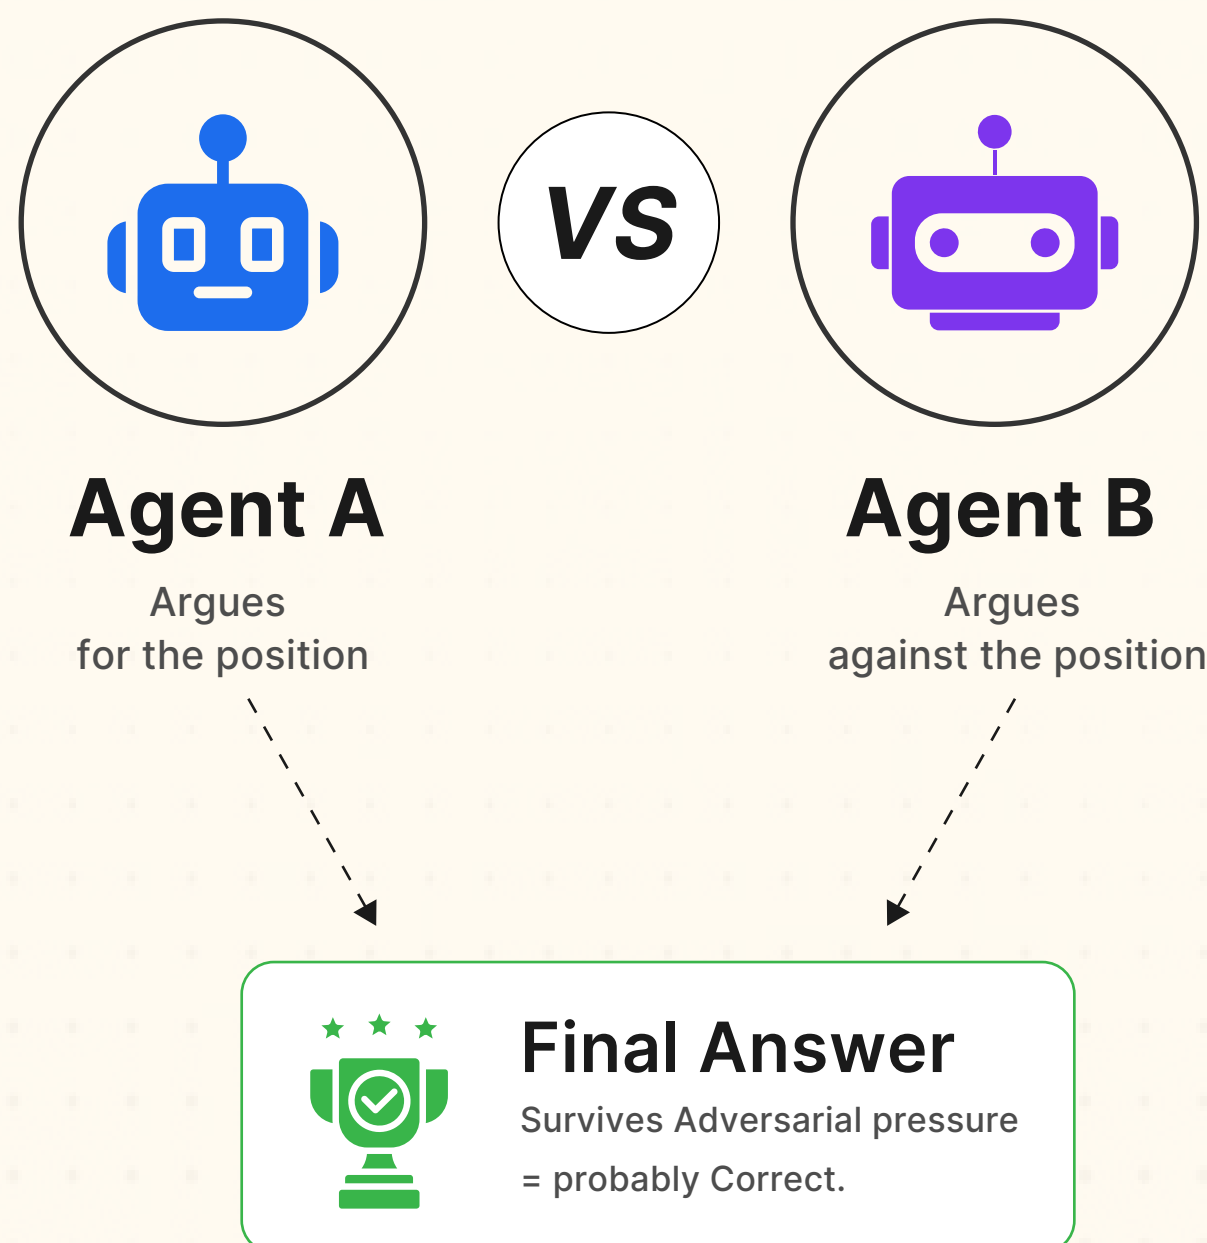 VS
Agent A
Argues
for the position
Agent B
Argues
against the position
Final Answer
Survives Adversarial pressure
= probably Correct.